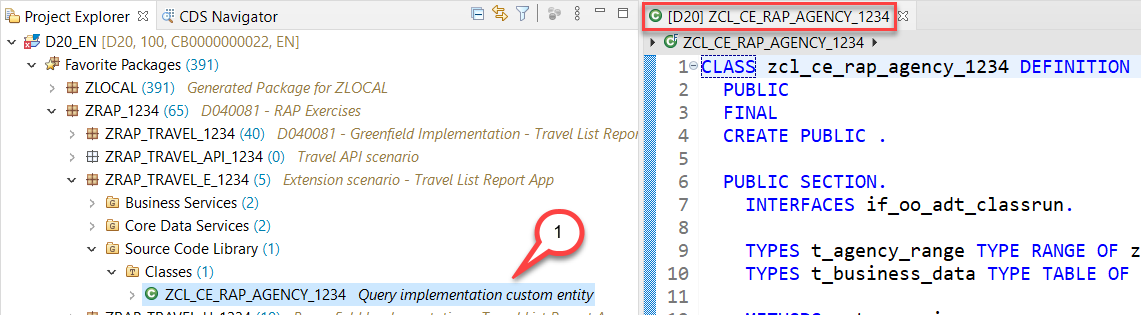 Project Explorer CDS Navigator
D20_EN [D20, 100, CB0000000022, EN]
Favorite Packages (391)
ZLOCAL (391) Generated Package for ZLOCAL
ZRAP_1234 (65) D040081 - RAP Exercises
ZRAP_TRAVEL_1234 (40) D040081 - Greenfield Implementation - Travel List Repor
ZRAP_TRAVEL_API_1234 (0) Travel API scenario
ZRAP_TRAVEL_E_1234 (5) Extension scenario - Travel List Report App
Business Services (2)
Core Data Services (2)
Source Code Library (1)
Classes (1)
ZCL_CE_RAP_AGENCY_1234 Query implementation custom entity
1
[D20] ZCL_CE_RAP_AGENCY_1234
ZCL_CE_RAP_AGENCY_1234
1 CLASS zcl_ce_rap_agency_1234 DEFINITION
2 PUBLIC
3 FINAL
4 CREATE PUBLIC .
5
6 PUBLIC SECTION.
7 INTERFACES if_oo_adt_classrun.
8
9 TYPES t_agency_range TYPE RANGE OF z
10 TYPES t_business_data TYPE TABLE OF
11